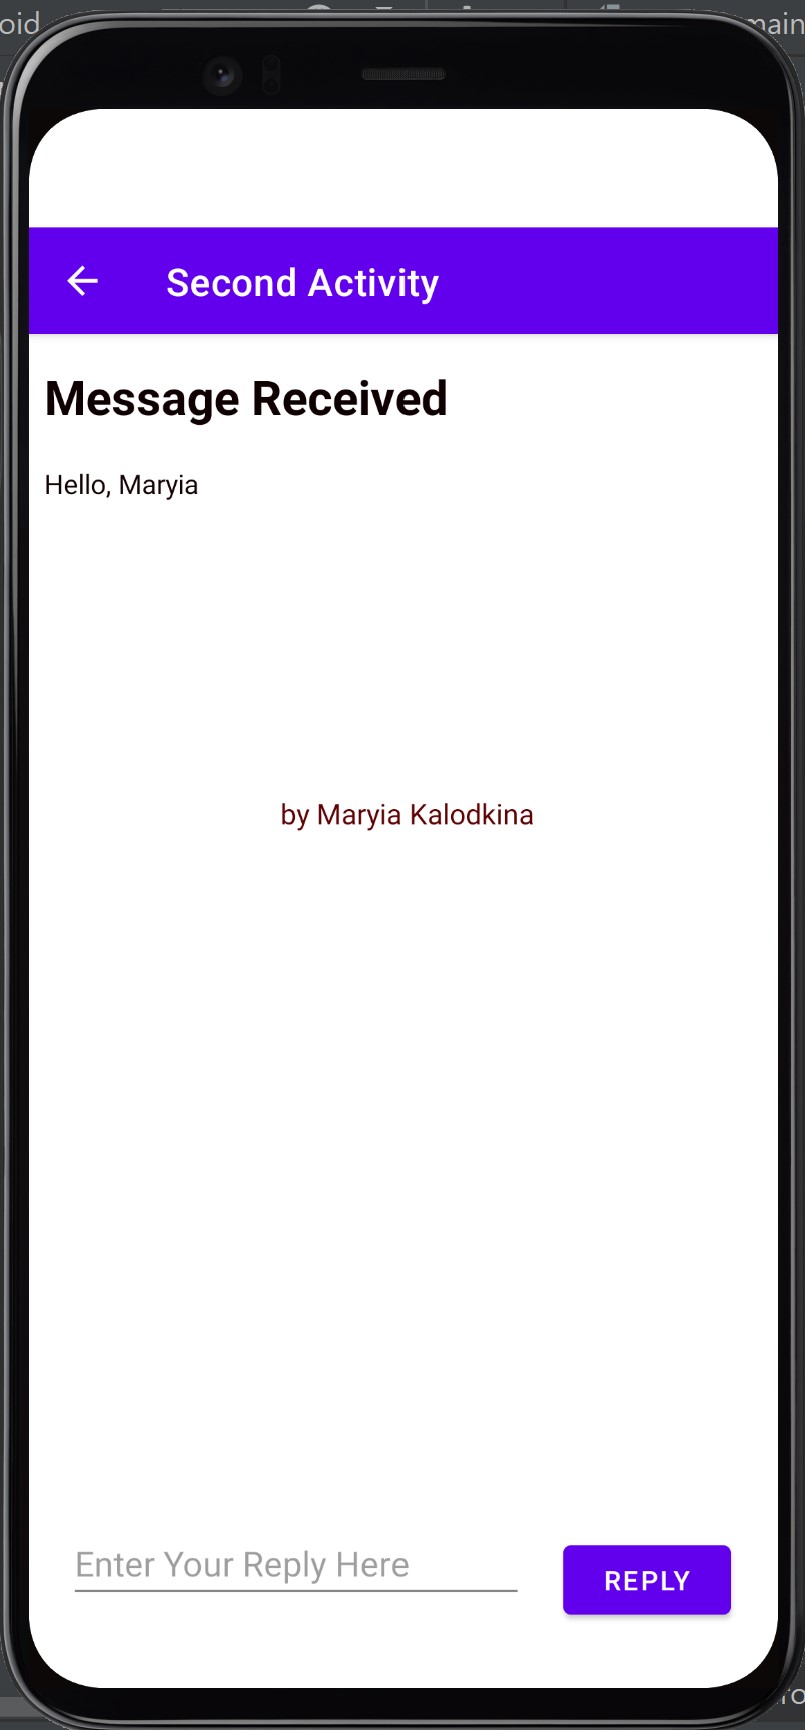 oid
main
Second Activity
Message Received
Hello, Maryia
by Maryia Kalodkina
Enter Your Reply Here
REPLY